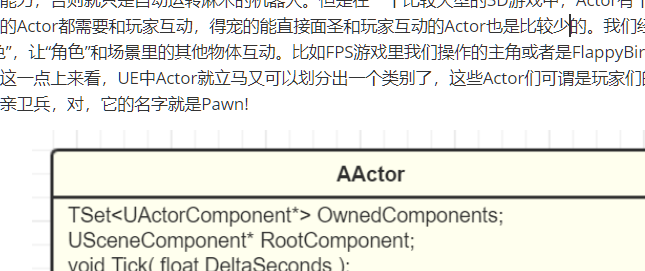 能力，否则就只是自动运转麻木的机器人。但是在一个比较大型的3D游戏中，Actor有
的Actor都需要和玩家互动，得宠的能直接面圣和玩家互动的Actor也是比较少的。我们
色”，让“角色”和场景里的其他物体互动。比如FPS游戏里我们操作的主角或者是FlappyBir
这一点上来看，UE中Actor就立马又可以划分出一个类别了，这些Actor们可谓是玩家们
亲卫兵，对，它的名字就是Pawn!
AActor
TSet<UActorComponent*> OwnedComponents;
USceneComponent* RootComponent;
void Tick( float DeltaSeconds );